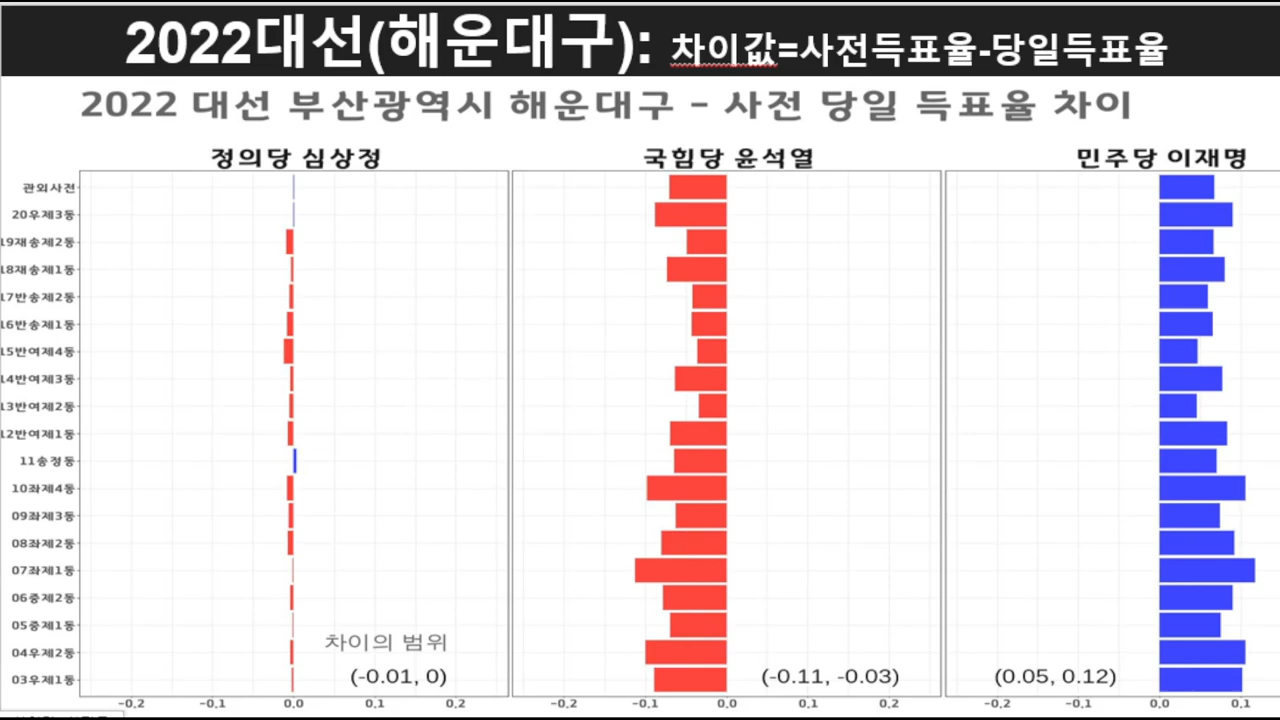 2022대선(해운대구): 차이값=사전득표율-당일득표율
2022 대선 부산광역시 해운대구 - 사전 당일 득표율 차이
정의당 심상정 국힘당 윤석열 민주당 이재명
관외사전
20우제3동
19재송제2동
18재송제1동
17반송제2동
16반송제1동
15반여제4동
14반여제3동
13반여제2동
12반여제1동
11송정동
10좌제4동
09좌제3동
08좌제2동
07좌제1동
06중제2동
05중제1동
차이의 범위
04우제2동
(-0.01, 0) (-0.11, -0.03) (0.05, 0.12)
03우제1동
-0.2 -0.1 0.0 0.1 0.2 -0.2 -0.1 0.0 0.1 0.2 -0.2 -0.1 0.0 0.1